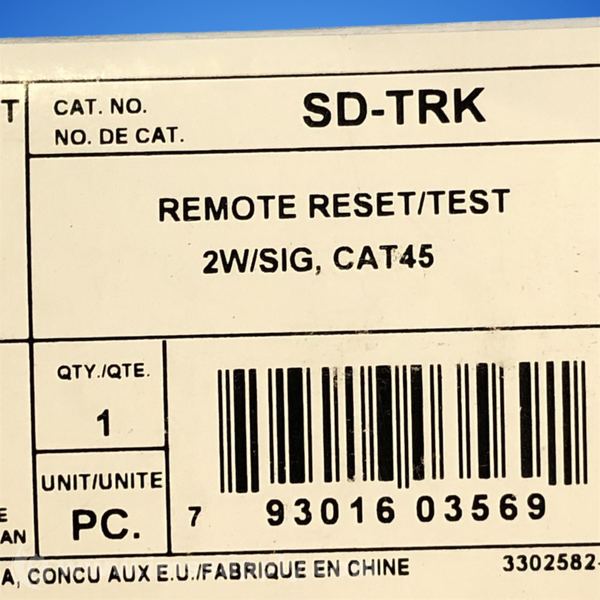 T
CAT. NO.
NO. DE CAT.
SD-TRK
REMOTE RESET/TEST
2W/SIG, CAT45
QTY./QTE.
1
UNIT/UNITE
PC.
7 93016 03569
E
AN
A, CONCU AUX E.U./FABRIQUE EN CHINE
3302582-